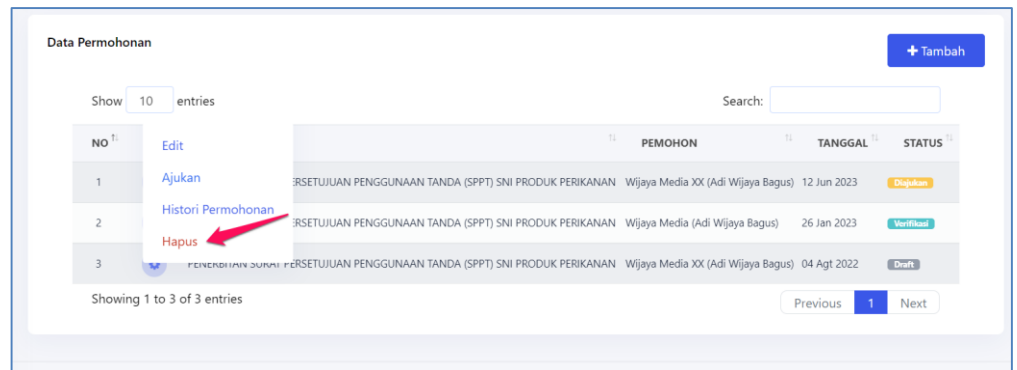 Data Permohonan
+ Tambah
Show 10 entries
Search:
NO PEMOHON TANGGAL STATUS
Edit
Ajukan
Histori Permohonan
Hapus
1 ERSETUJUAN PENGGUNAAN TANDA (SPPT) SNI PRODUK PERIKANAN Wijaya Media XX (Adi Wijaya Bagus) 12 Jun 2023 Diajukan
2 ERSETUJUAN PENGGUNAAN TANDA (SPPT) SNI PRODUK PERIKANAN Wijaya Media (Adi Wijaya Bagus) 26 Jan 2023 Verifikasi
3 PENERBITAN SURAT PERSETUJUAN PENGGUNAAN TANDA (SPPT) SNI PRODUK PERIKANAN Wijaya Media XX (Adi Wijaya Bagus) 04 Agt 2022 Draft
Showing 1 to 3 of 3 entries
Previous 1 Next